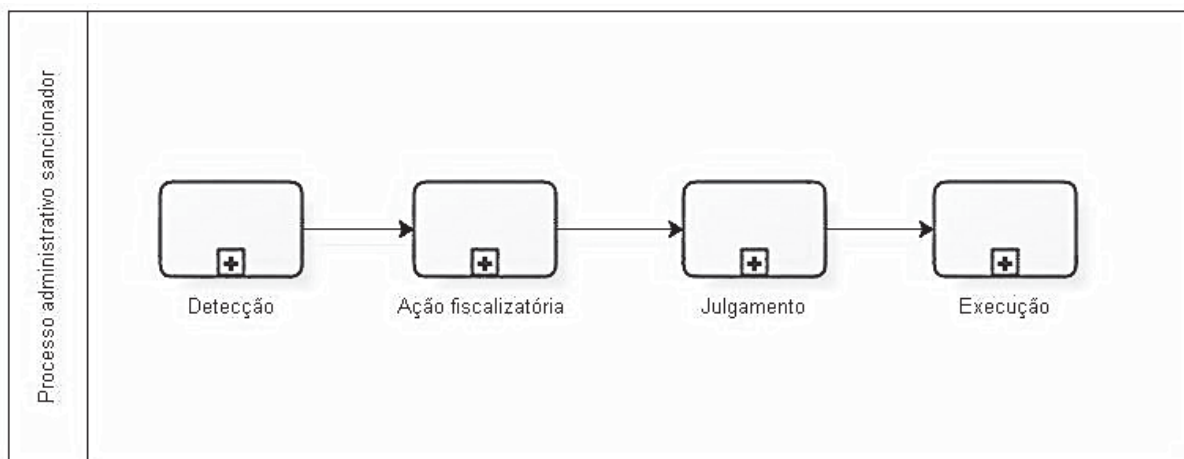 Processo administrativo sancionador
Detecção
Ação fiscalizatória
Julgamento
Execução